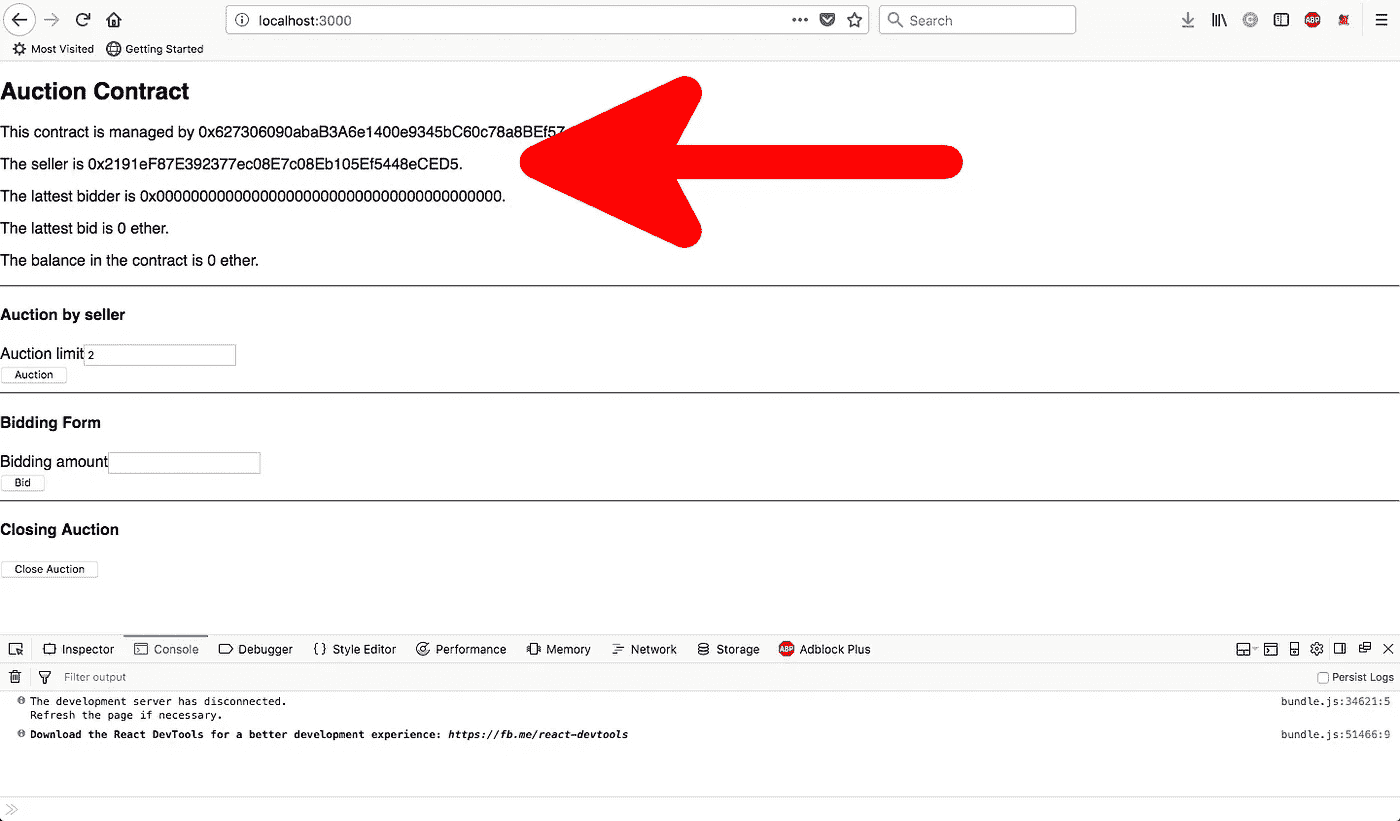 localhost:3000
Search
Most Visited
Getting Started
Auction Contract
This contract is managed by 0x627306090abaB3A6e1400e9345bC60c78a8BEf57
The seller is 0x2191eF87E392377ec08E7c08Eb105Ef5448eCED5.
The lattest bidder is 0x0000000000000000000000000000000000000000.
The lattest bid is 0 ether.
The balance in the contract is 0 ether.
Auction by seller
Auction limit 2
Auction
Bidding Form
Bidding amount
Bid
Closing Auction
Close Auction
Inspector Console Debugger { } Style Editor Performance Memory Network Storage ABP Adblock Plus
Filter output Persist Logs
The development server has disconnected. bundle.js:34621:5
Refresh the page if necessary.
Download the React DevTools for a better development experience: https://fb.me/react-devtools bundle.js:51466:9